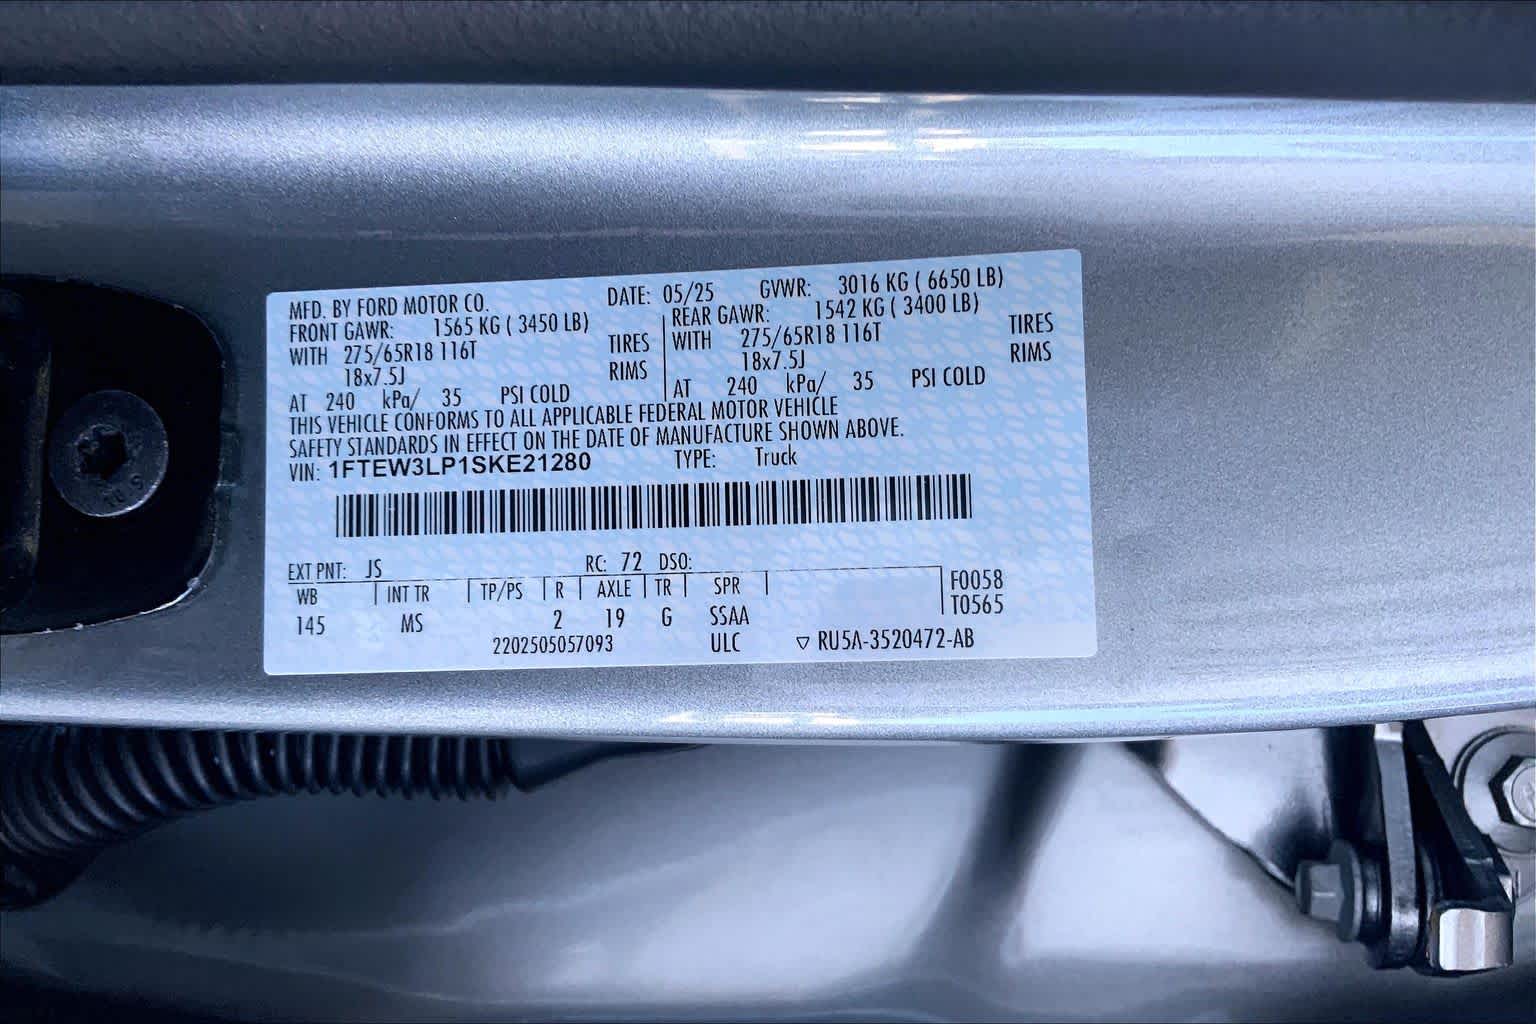 MFD. BY FORD MOTOR CO. DATE: 05/25 GVWR: 3016 KG ( 6650 LB)
FRONT GAWR: 1565 KG ( 3450 LB) REAR GAWR: 1542 KG ( 3400 LB)
WITH 275/65R18 116T TIRES WITH 275/65R18 116T TIRES
18x7.5J RIMS 18x7.5J RIMS
AT 240 kPa/ 35 PSI COLD AT 240 kPa/ 35 PSI COLD
THIS VEHICLE CONFORMS TO ALL APPLICABLE FEDERAL MOTOR VEHICLE
SAFETY STANDARDS IN EFFECT ON THE DATE OF MANUFACTURE SHOWN ABOVE.
VIN: 1FTEW3LP1SKE21280 TYPE: Truck
EXT PNT: JS RC: 72 DSO:
WB INT TR TP/PS R AXLE TR SPR F0058
145 MS 2 19 G SSAA T0565
2202505057093 ULC ▽ RU5A-3520472-AB